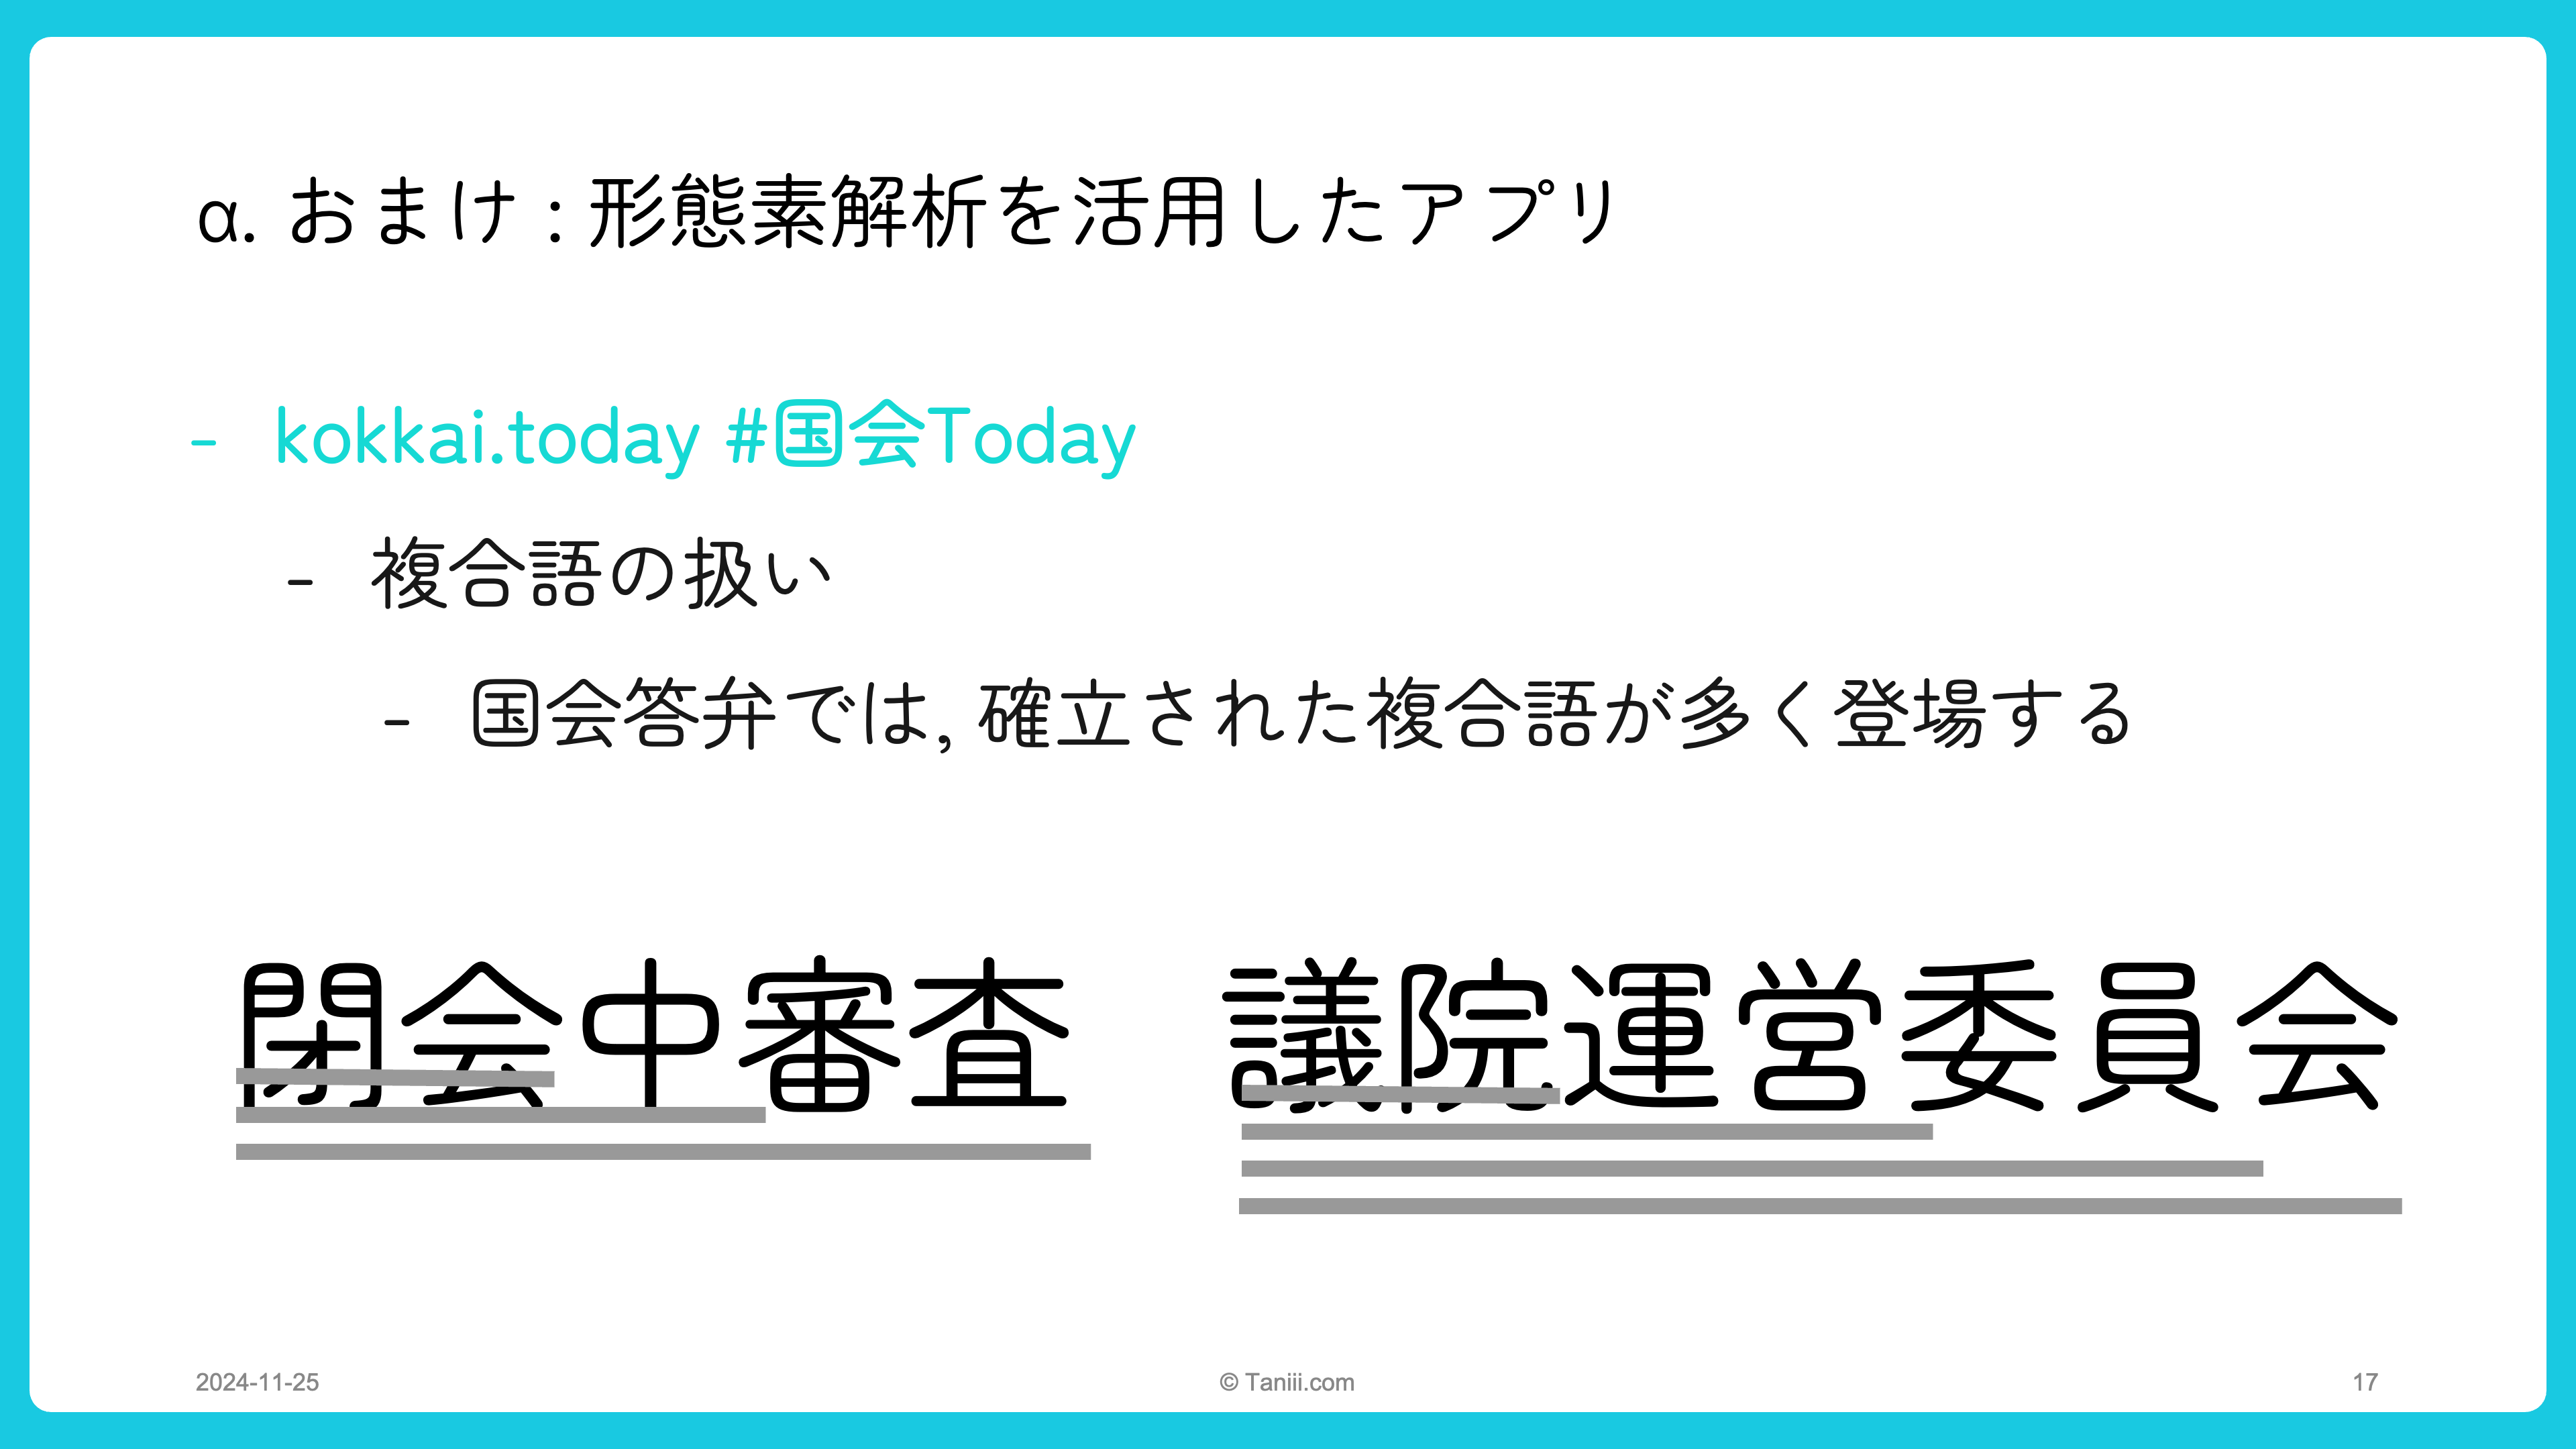 α. おまけ : 形態素解析を活用したアプリ
- kokkai.today #国会Today
- 複合語の扱い
- 国会答弁では, 確立された複合語が多く登場する
閉会中審査 議院運営委員会
2024-11-25 © Taniii.com 17